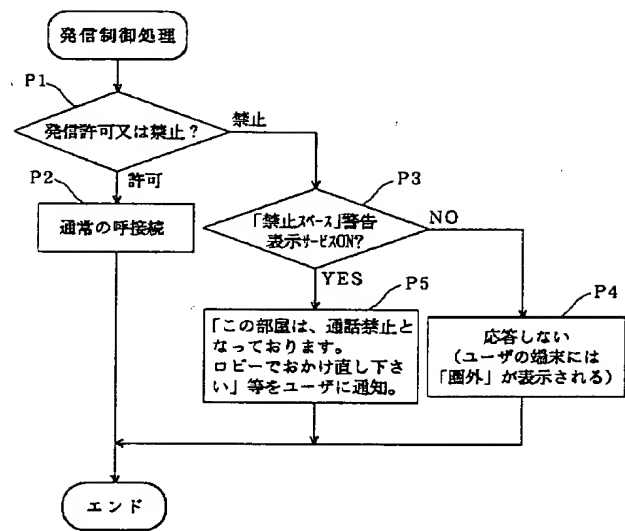 発信制御処理
P1
発信許可又は禁止？
禁止
許可
P2
通常の呼接続
P3
「禁止スペース」警告
表示サービスON?
NO
YES
P5
「この部屋は、通話禁止と
なっております。
ロビーでおかけ直し下さ
い」等をユーザに通知。
P4
応答しない
（ユーザの端末には
「圏外」が表示される）
エンド